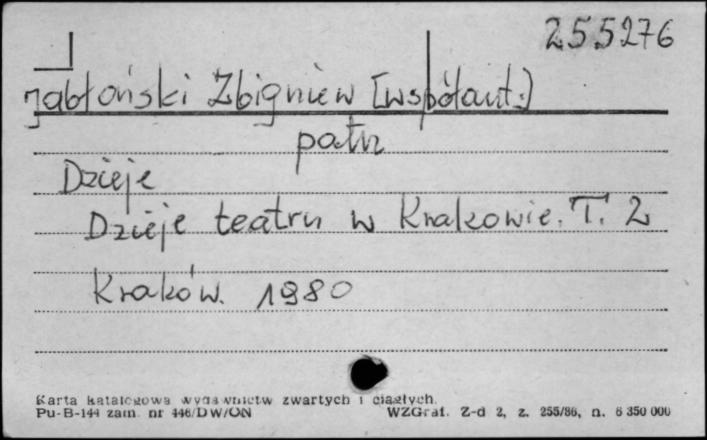 255276
Jabłoński Zbigniew [współaut.]
patrz
Dzieje
Dzieje teatru w Krakowie. T. 2
Kraków. 1980
Karta katalogowa wydawnictw zwartych i ciągłych.
Pu-B-144 zam. nr 446/DW/ON WZGraf. Z-d 2, z. 255/86, n. 6 350 000